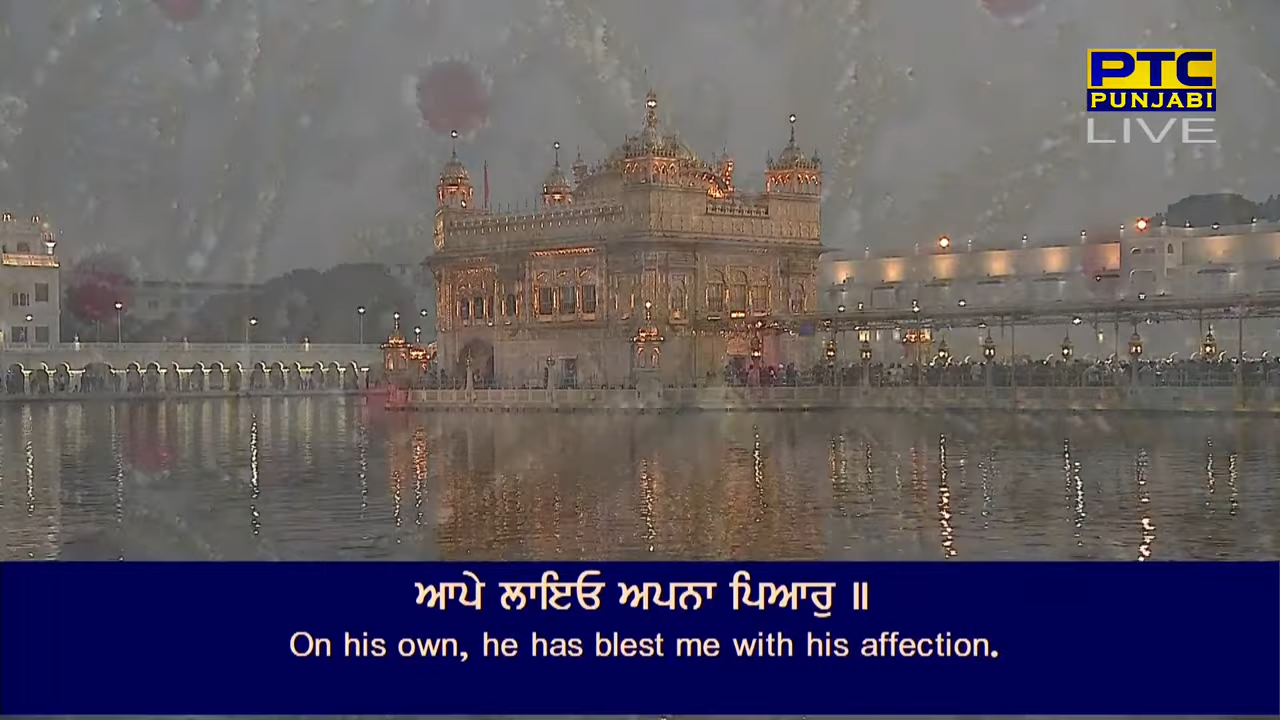 PTC
PUNJABI
LIVE
ਆਪੇ ਲਾਇਓ ਅਪਨਾ ਪਿਆਰੁ ॥
On his own, he has blest me with his affection.